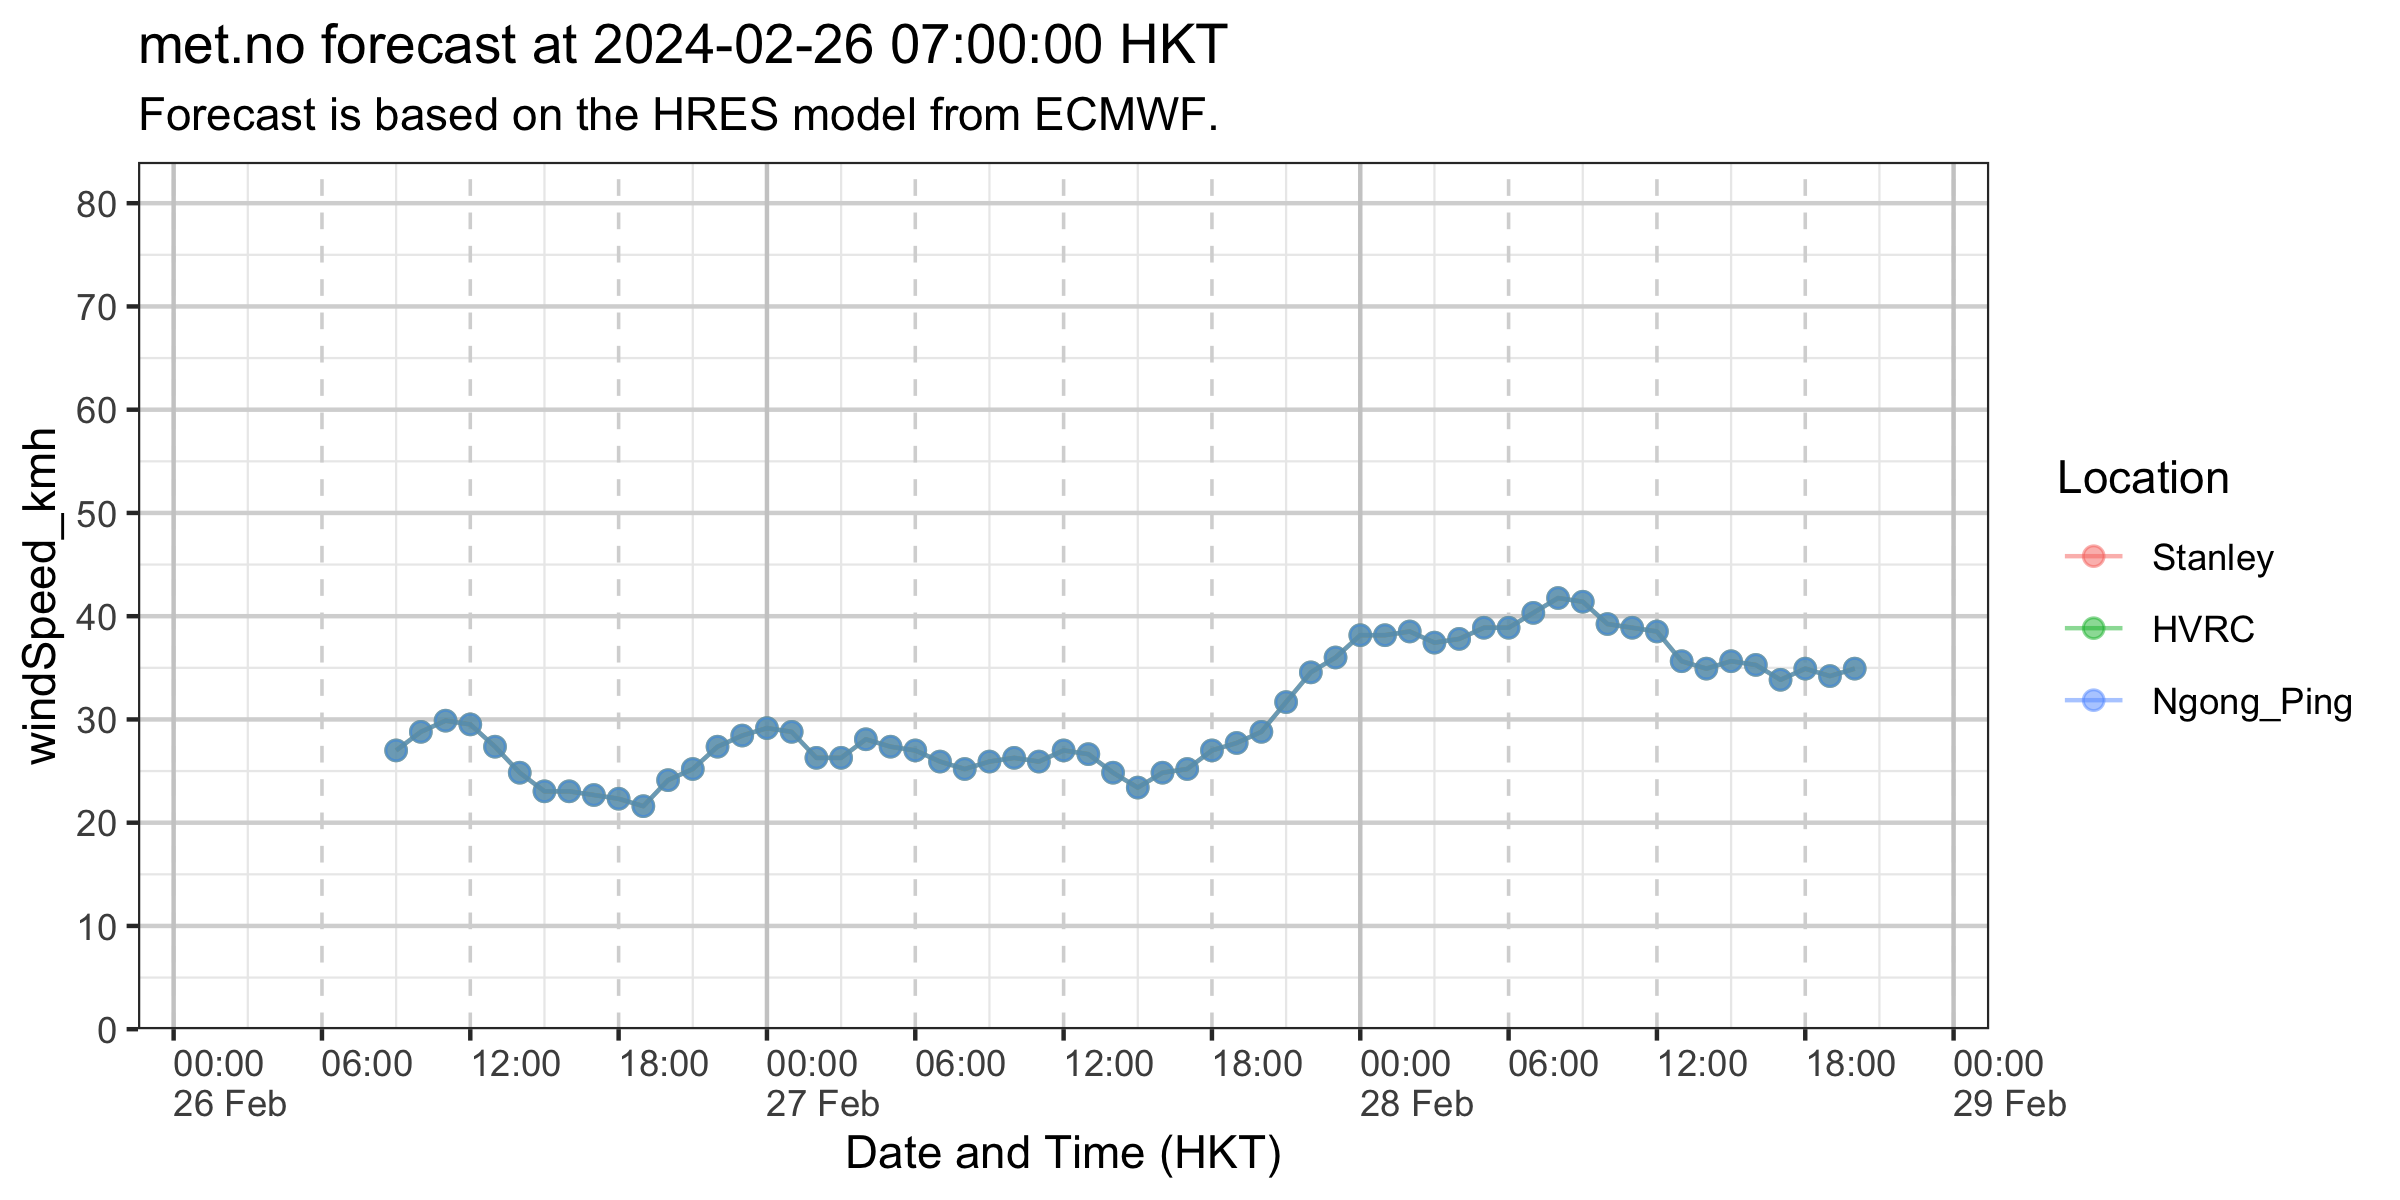 met.no forecast at 2024-02-26 07:00:00 HKT
Forecast is based on the HRES model from ECMWF.
windSpeed_kmh
80
70
60
50
40
30
20
10
0
00:00 06:00 12:00 18:00 00:00 06:00 12:00 18:00 00:00 06:00 12:00 18:00 00:00
26 Feb 27 Feb 28 Feb 29 Feb
Date and Time (HKT)
Location
Stanley
HVRC
Ngong_Ping